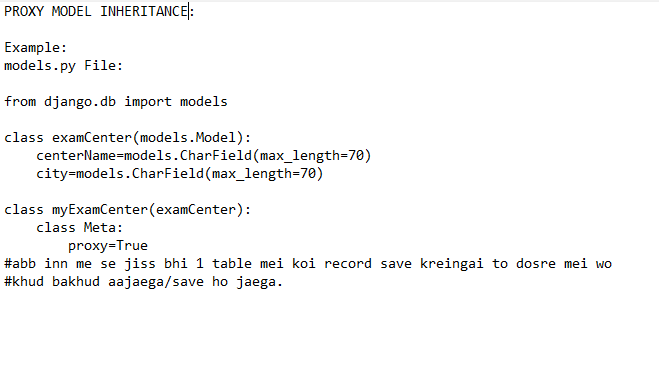 PROXY MODEL INHERITANCE:
Example:
models.py File:
from django.db import models
class examCenter(models.Model):
    centerName=models.CharField(max_length=70)
    city=models.CharField(max_length=70)
class myExamCenter(examCenter):
    class Meta:
        proxy=True
#abb inn me se jiss bhi 1 table mei koi record save kreingai to dosre mei wo
#khud bakhud aajaega/save ho jaega.